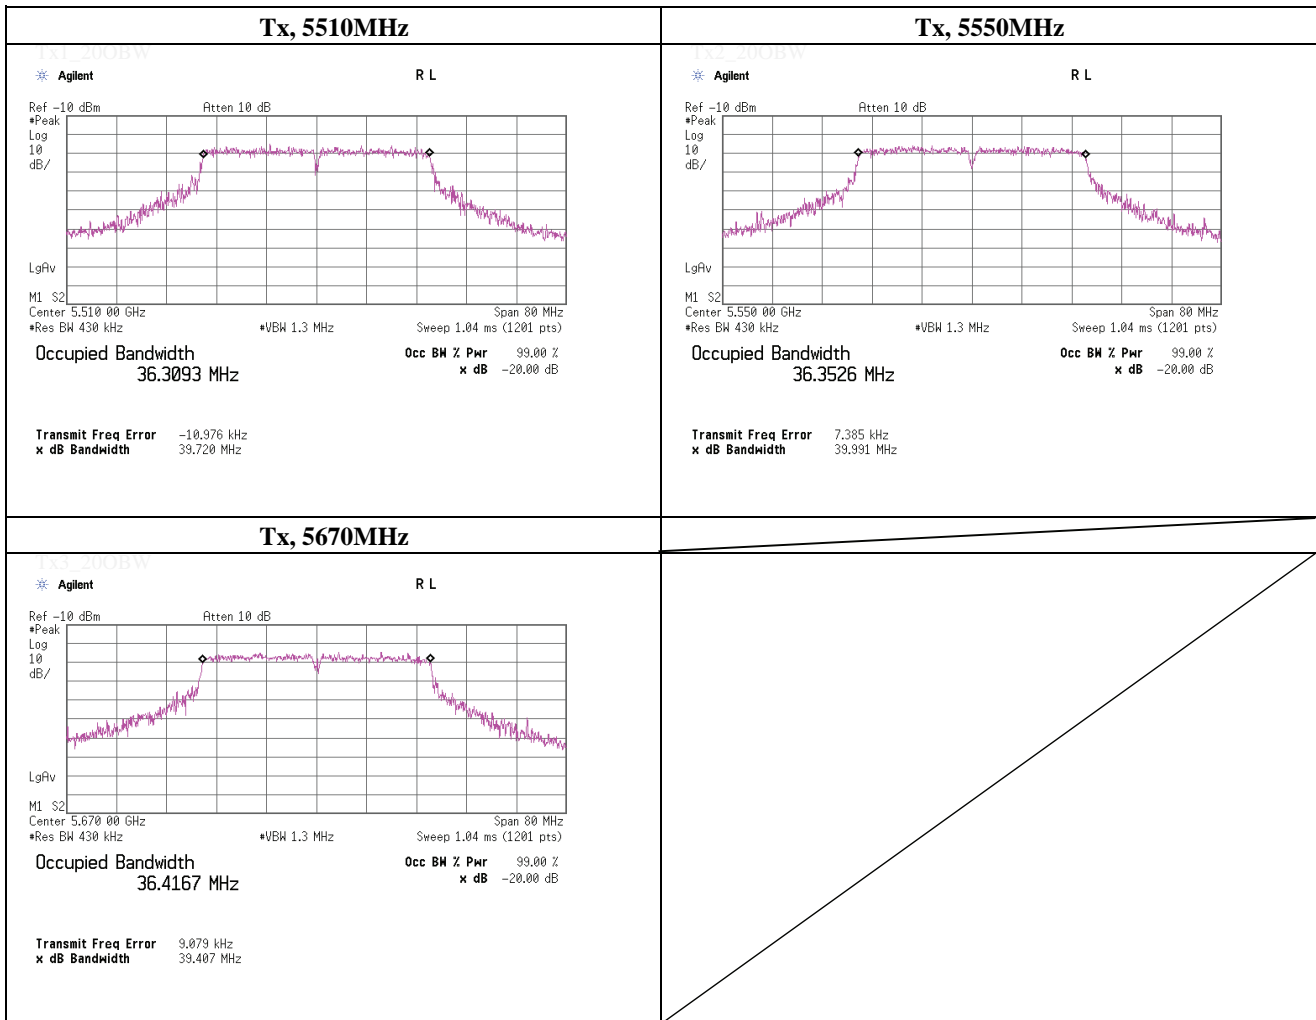 Tx, 5510MHz
Tx1_20OBW
Agilent R L
Ref -10 dBm Atten 10 dB
#Peak
Log
10
dB/
LgAv
M1 S2
Center 5.510 00 GHz Span 80 MHz
#Res BW 430 kHz #VBW 1.3 MHz Sweep 1.04 ms (1201 pts)
Occupied Bandwidth Occ BW % Pwr 99.00 %
36.3093 MHz x dB -20.00 dB
Transmit Freq Error -10.976 kHz
x dB Bandwidth 39.720 MHz
Tx, 5550MHz
Tx2_20OBW
Agilent R L
Ref -10 dBm Atten 10 dB
#Peak
Log
10
dB/
LgAv
M1 S2
Center 5.550 00 GHz Span 80 MHz
#Res BW 430 kHz #VBW 1.3 MHz Sweep 1.04 ms (1201 pts)
Occupied Bandwidth Occ BW % Pwr 99.00 %
36.3526 MHz x dB -20.00 dB
Transmit Freq Error 7.385 kHz
x dB Bandwidth 39.991 MHz
Tx, 5670MHz
Tx3_20OBW
Agilent R L
Ref -10 dBm Atten 10 dB
#Peak
Log
10
dB/
LgAv
M1 S2
Center 5.670 00 GHz Span 80 MHz
#Res BW 430 kHz #VBW 1.3 MHz Sweep 1.04 ms (1201 pts)
Occupied Bandwidth Occ BW % Pwr 99.00 %
36.4167 MHz x dB -20.00 dB
Transmit Freq Error 9.079 kHz
x dB Bandwidth 39.407 MHz